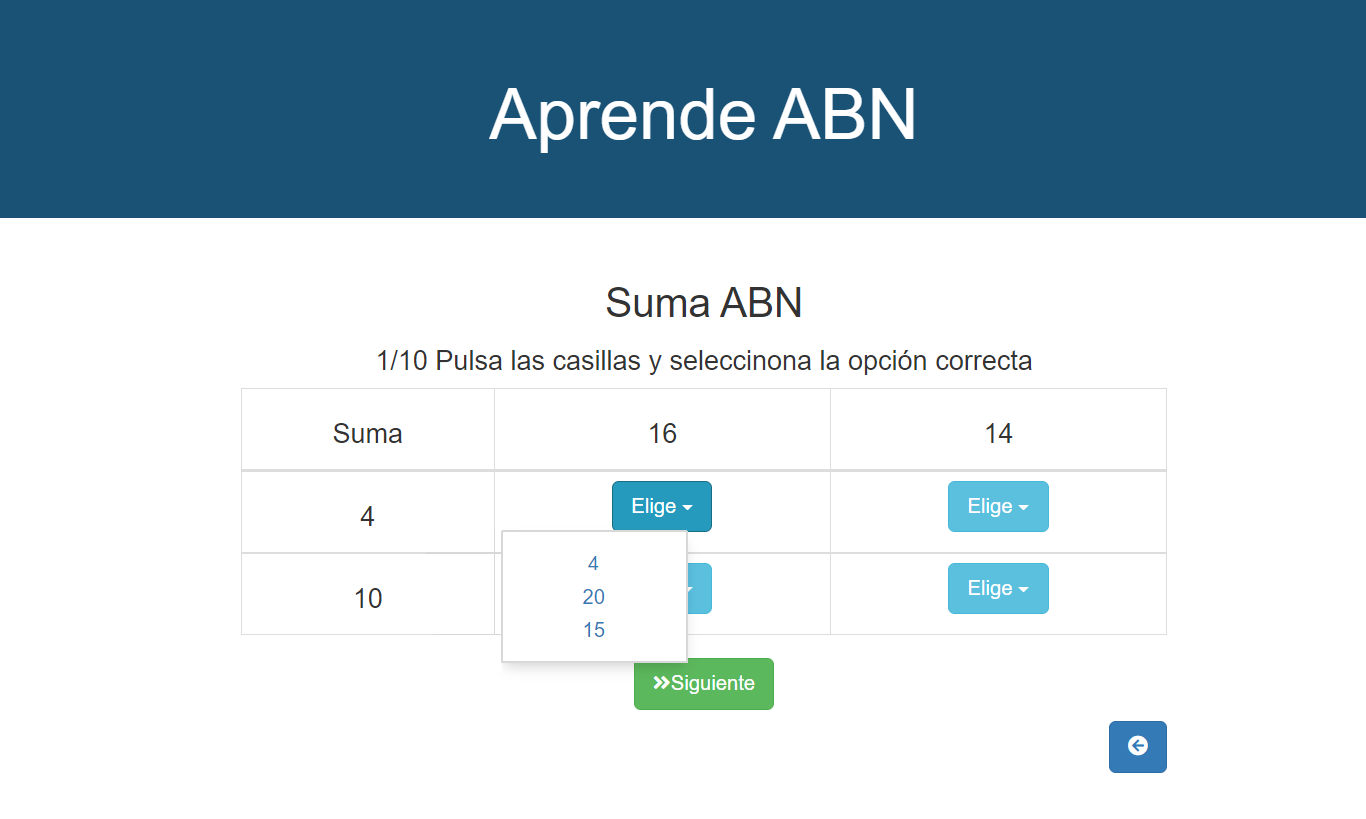 Aprende ABN
Suma ABN
1/10 Pulsa las casillas y seleccinona la opción correcta
Suma 16 14
4 Elige Elige
4
20
15
10 Elige
Siguiente